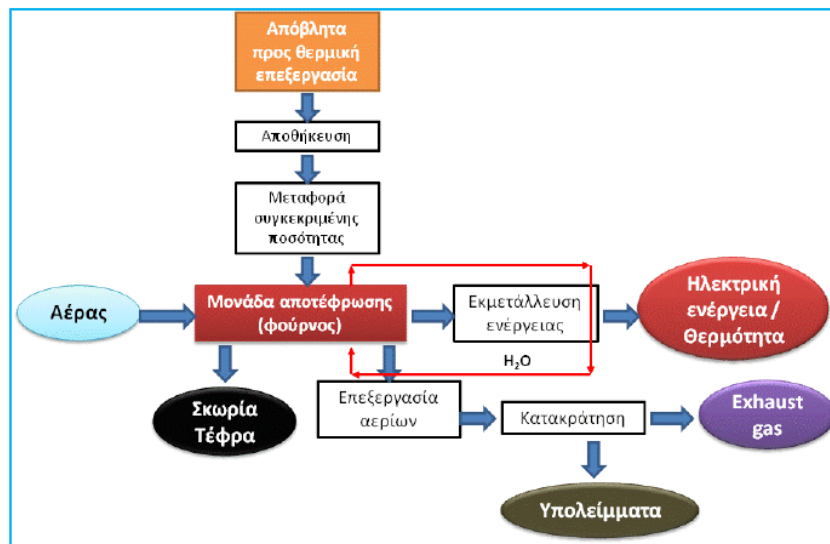 Απόβλητα
προς θερμική
επεξεργασία
Αποθήκευση
Μεταφορά
συγκεκριμένης
ποσότητας
Αέρας
Μονάδα αποτέφρωσης
(φούρνος)
Εκμετάλλευση
ενέργειας
Ηλεκτρική
ενέργεια /
Θερμότητα
H₂O
Σκωρία
Τέφρα
Επεξεργασία
αερίων
Κατακράτηση
Exhaust
gas
Υπολείμματα